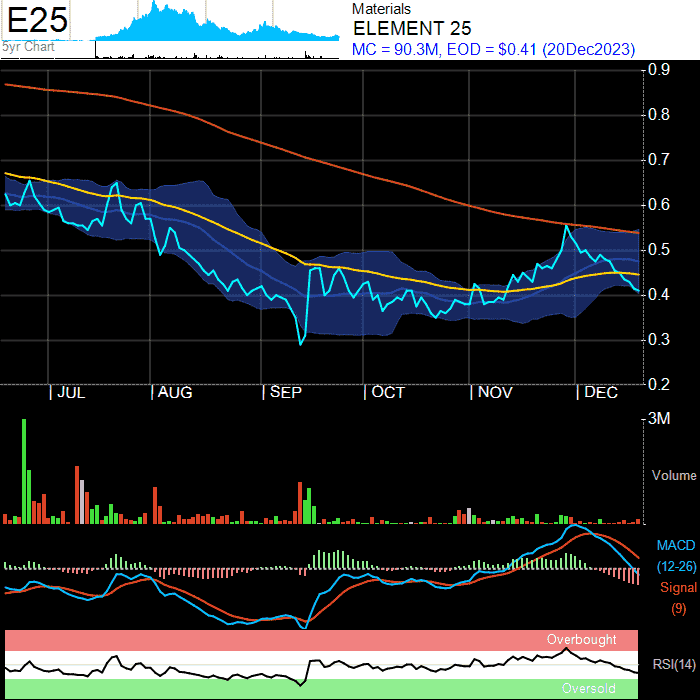 E25
5yr Chart
Materials
ELEMENT 25
MC = 90.3M, EOD = $0.41 (20Dec2023)
0.9
0.8
0.7
0.6
0.5
0.4
0.3
0.2
JUL AUG SEP OCT NOV DEC
3M
Volume
MACD
(12-26)
Signal
(9)
Overbought
RSI(14)
Oversold